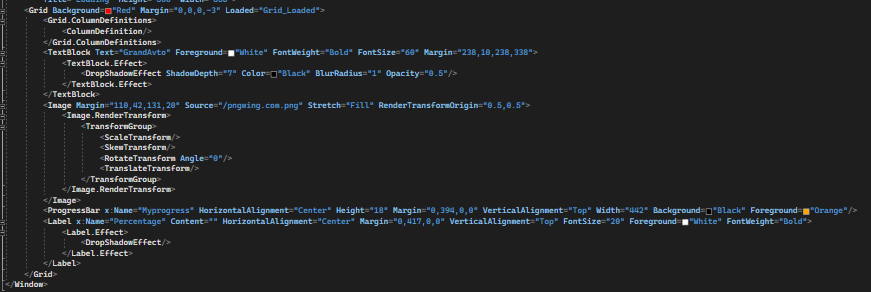 <Grid Background="Red" Margin="0,0,0,-3" Loaded="Grid_Loaded">
<Grid.ColumnDefinitions>
<ColumnDefinition/>
</Grid.ColumnDefinitions>
<TextBlock Text="GrandAvto" Foreground="White" FontWeight="Bold" FontSize="60" Margin="238,10,238,338">
<TextBlock.Effect>
<DropShadowEffect ShadowDepth="7" Color="Black" BlurRadius="1" Opacity="0.5"/>
</TextBlock.Effect>
</TextBlock>
<Image Margin="110,42,131,20" Source="/pngwing.com.png" Stretch="Fill" RenderTransformOrigin="0.5,0.5">
<Image.RenderTransform>
<TransformGroup>
<ScaleTransform/>
<SkewTransform/>
<RotateTransform Angle="0"/>
<TranslateTransform/>
</TransformGroup>
</Image.RenderTransform>
</Image>
<ProgressBar x:Name="Myprogress" HorizontalAlignment="Center" Height="18" Margin="0,394,0,0" VerticalAlignment="Top" Width="442" Background="Black" Foreground="Orange"/>
<Label x:Name="Percentage" Content="" HorizontalAlignment="Center" Margin="0,417,0,0" VerticalAlignment="Top" FontSize="20" Foreground="White" FontWeight="Bold">
<Label.Effect>
<DropShadowEffect/>
</Label.Effect>
</Label>
</Grid>
</Window>